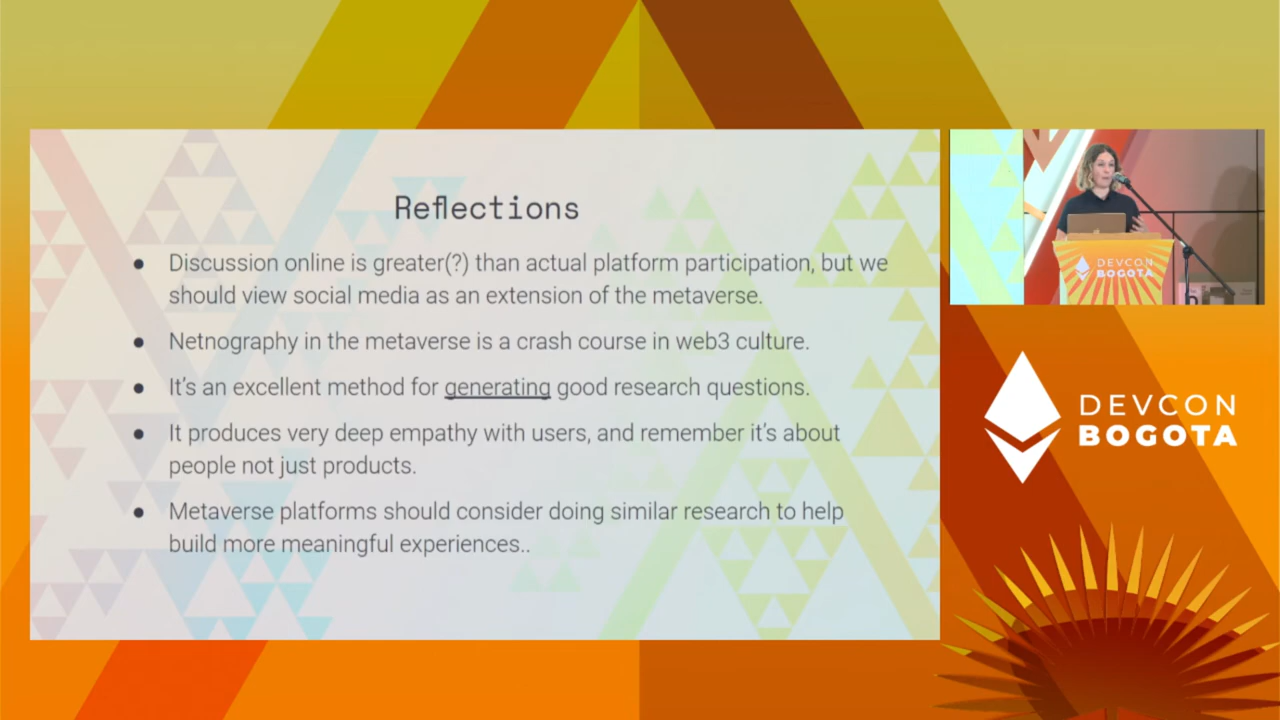 Reflections
● Discussion online is greater(?) than actual platform participation, but we
should view social media as an extension of the metaverse.
● Netnography in the metaverse is a crash course in web3 culture.
● It's an excellent method for generating good research questions.
● It produces very deep empathy with users, and remember it's about
people not just products.
● Metaverse platforms should consider doing similar research to help
build more meaningful experiences..
DEVCON
BOGOTA
DEVCON
BOGOTA